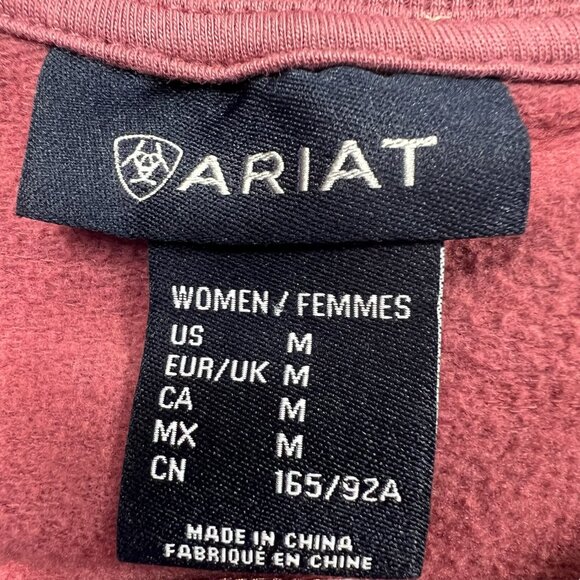 ARIAT
WOMEN / FEMMES
US M
EUR/UK M
CA M
MX M
CN 165/92A
MADE IN CHINA
FABRIQUÉ EN CHINE